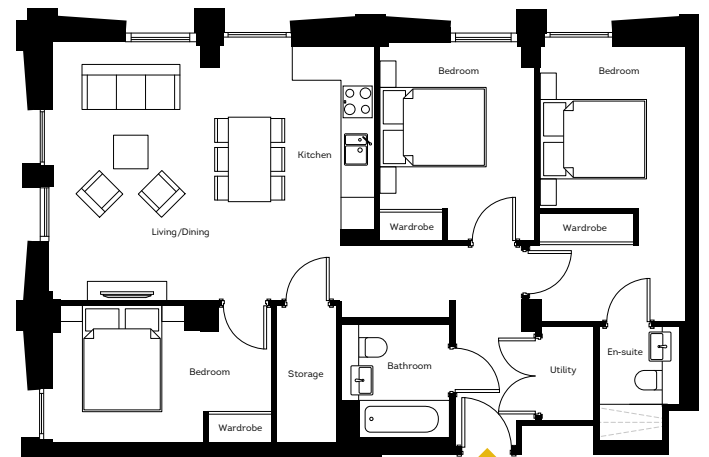 Bedroom
Bedroom
Kitchen
Wardrobe
Wardrobe
Living/Dining
En-suite
Bedroom
Storage
Bathroom
Utility
Wardrobe